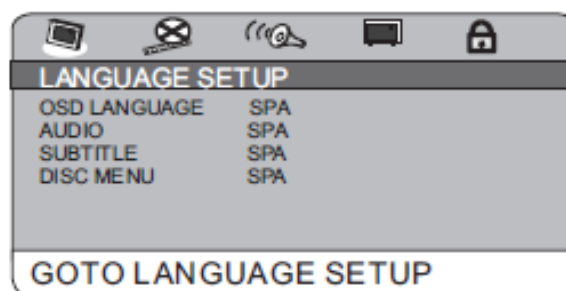 LANGUAGE SETUP
OSD LANGUAGE SPA
AUDIO SPA
SUBTITLE SPA
DISC MENU SPA
GOTO LANGUAGE SETUP